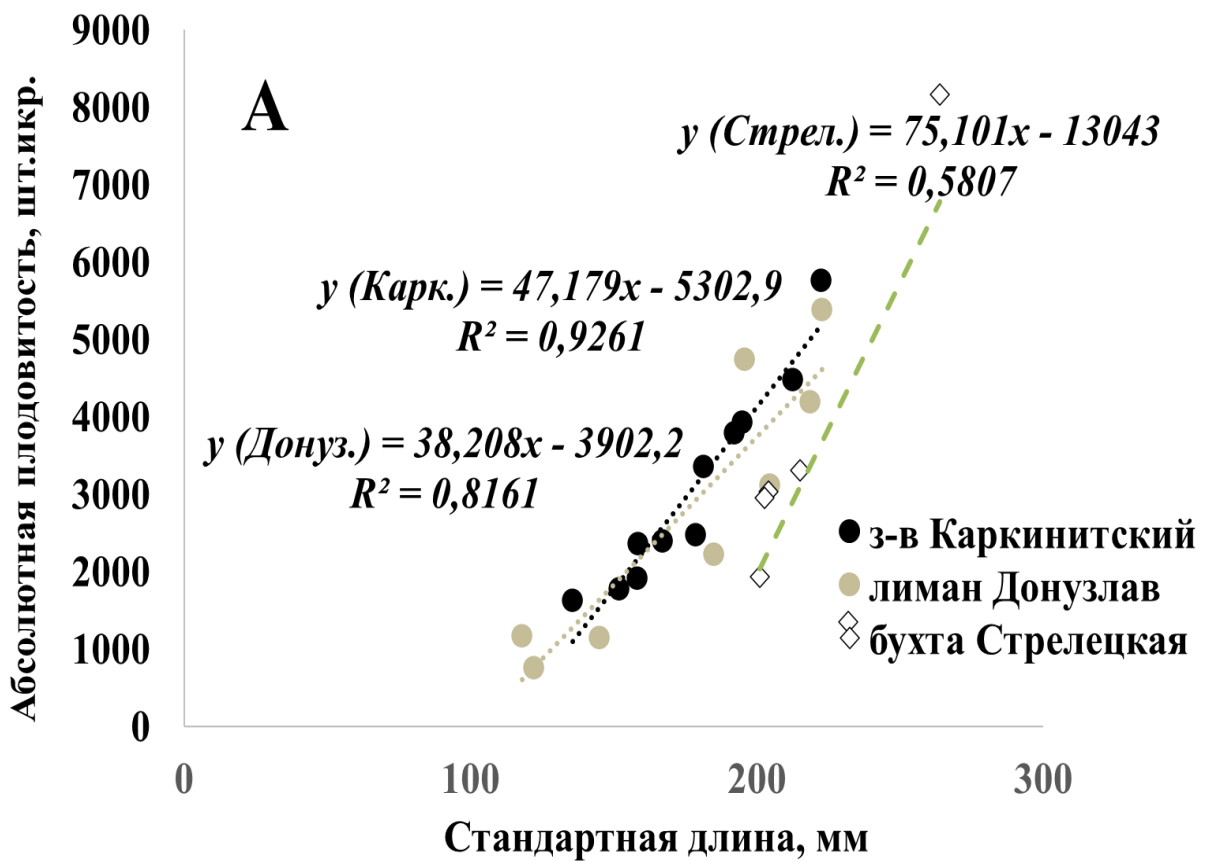 Абсолютная плодовитость, шт.икр.
9000
8000
7000
6000
5000
4000
3000
2000
1000
0
А
y (Стрел.) = 75,101x - 13043
R² = 0,5807
y (Карк.) = 47,179x - 5302,9
R² = 0,9261
y (Донуз.) = 38,208x - 3902,2
R² = 0,8161
з-в Каркинитский
лиман Донузлав
бухта Стрелецкая
0 100 200 300
Стандартная длина, мм